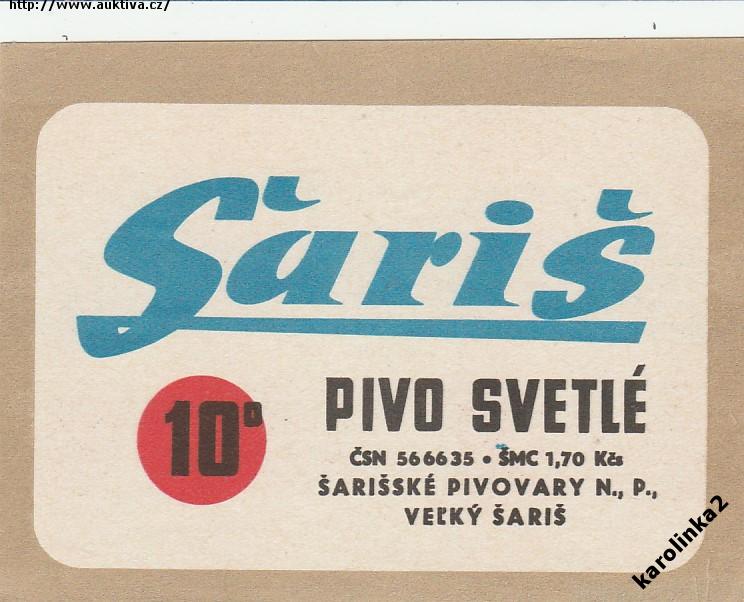 http://www.auktiva.cz/
Šariš
10°
PIVO SVETLÉ
ČSN 566635 • ŠMC 1,70 Kčs
ŠARIŠSKÉ PIVOVARY N., P.,
VEĽKÝ ŠARIŠ
karolinka2